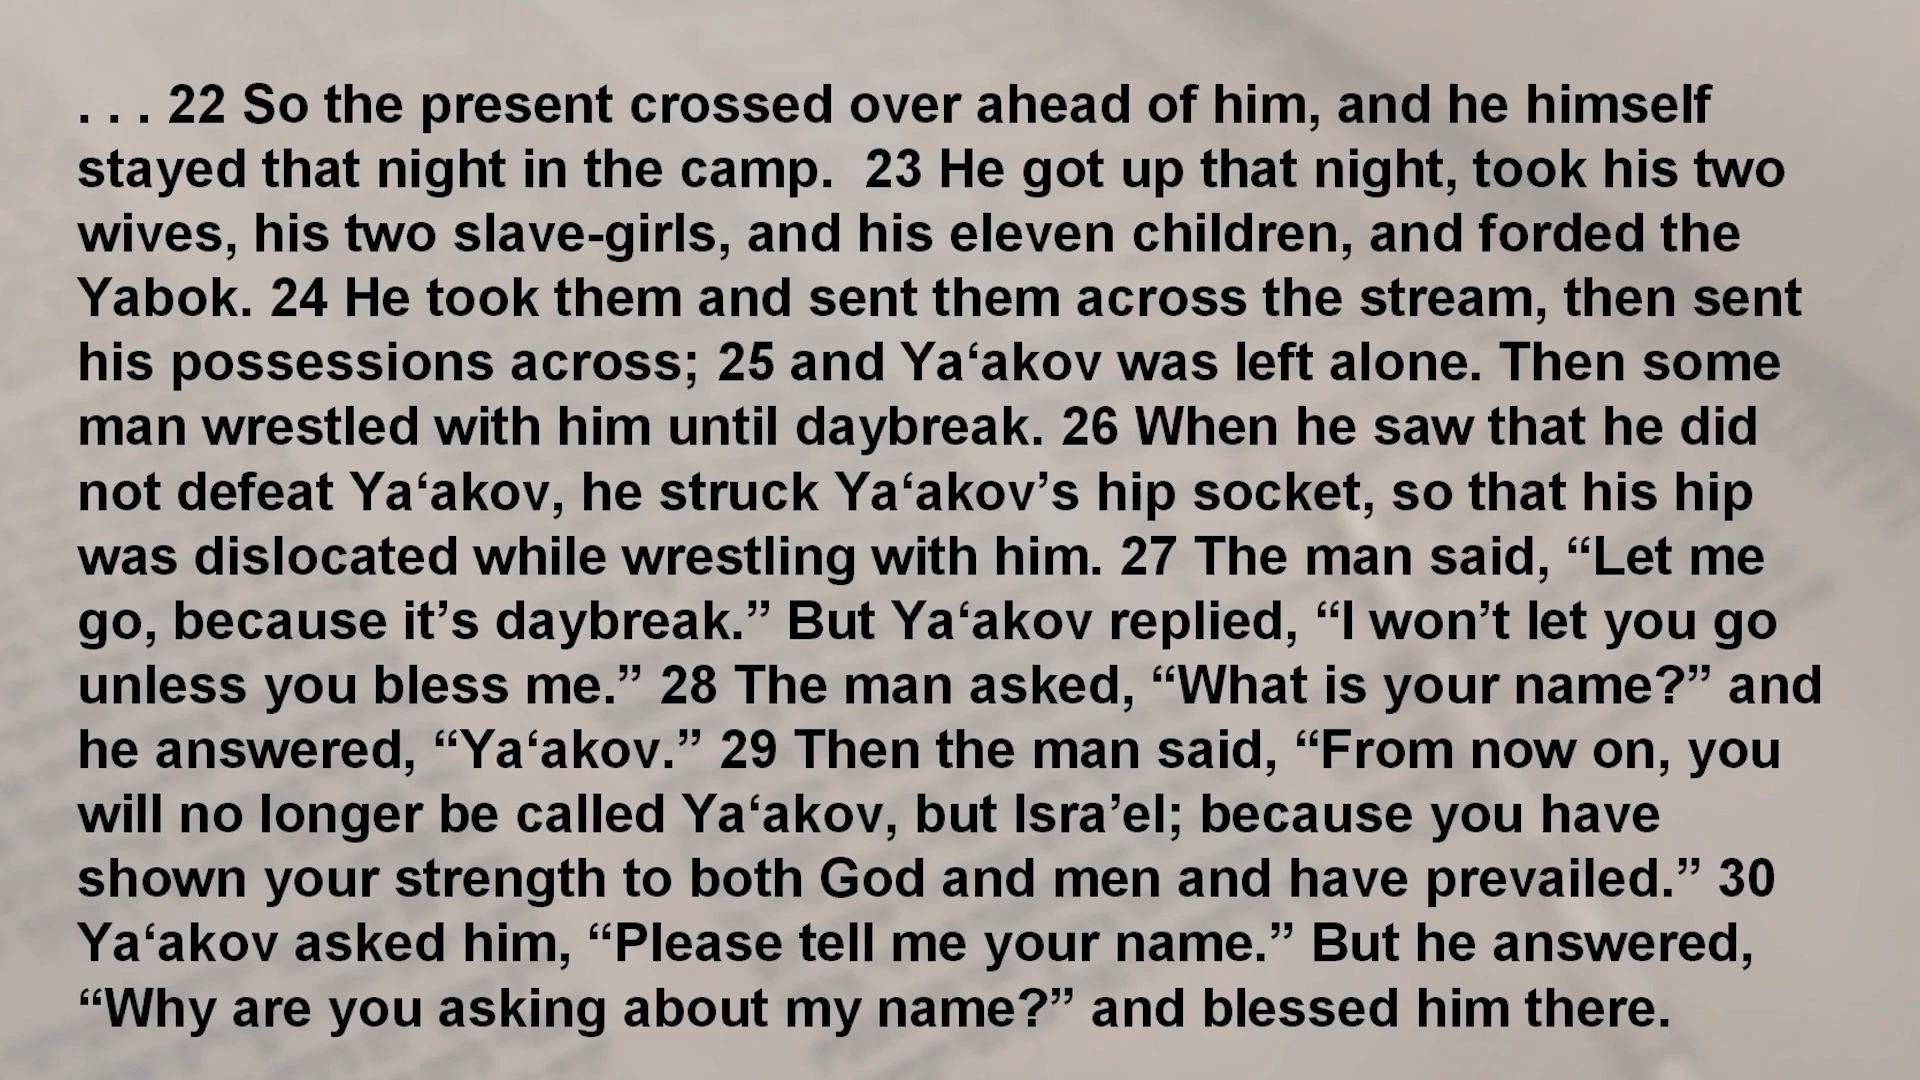 . . . 22 So the present crossed over ahead of him, and he himself
stayed that night in the camp.  23 He got up that night, took his two
wives, his two slave-girls, and his eleven children, and forded the
Yabok. 24 He took them and sent them across the stream, then sent
his possessions across; 25 and Ya‘akov was left alone. Then some
man wrestled with him until daybreak. 26 When he saw that he did
not defeat Ya‘akov, he struck Ya‘akov’s hip socket, so that his hip
was dislocated while wrestling with him. 27 The man said, “Let me
go, because it’s daybreak.” But Ya‘akov replied, “I won’t let you go
unless you bless me.” 28 The man asked, “What is your name?” and
he answered, “Ya‘akov.” 29 Then the man said, “From now on, you
will no longer be called Ya‘akov, but Isra’el; because you have
shown your strength to both God and men and have prevailed.” 30
Ya‘akov asked him, “Please tell me your name.” But he answered,
“Why are you asking about my name?” and blessed him there.